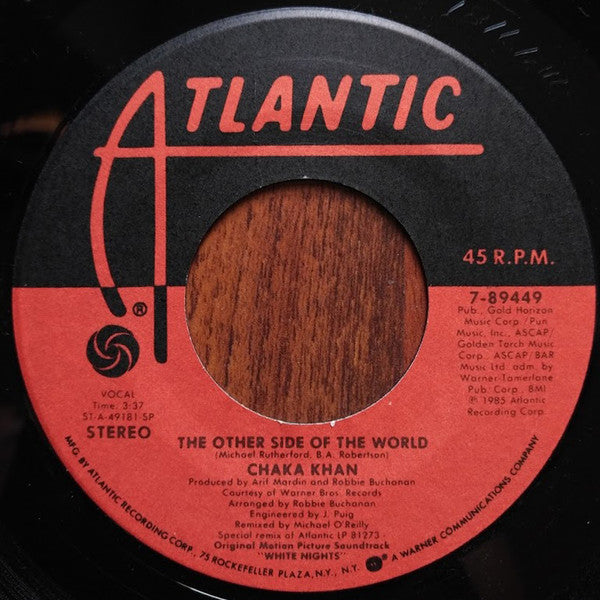 ATLANTIC
®
45 R.P.M.
7-89449
Pub., Gold Horizon
Music Corp./Pun
Music, Inc., ASCAP/
Golden Torch Music
Corp., ASCAP/BAR
Music Ltd. adm. by
Warner-Tamerlane
Pub. Corp., BMI
℗ 1985 Atlantic
Recording Corp.
VOCAL
Time: 3:37
ST-A-49181-SP
STEREO
THE OTHER SIDE OF THE WORLD
(Michael Rutherford, B.A. Robertson)
CHAKA KHAN
Produced by Arif Mardin and Robbie Buchanan
Courtesy of Warner Bros. Records
Arranged by Robbie Buchanan
Engineered by J. Puig
Remixed by Michael O'Reilly
Special remix of Atlantic LP 81273 -
Original Motion Picture Soundtrack
"WHITE NIGHTS"
MFG. BY ATLANTIC RECORDING CORP., 75 ROCKEFELLER PLAZA, N.Y., N.Y. ® A WARNER COMMUNICATIONS COMPANY